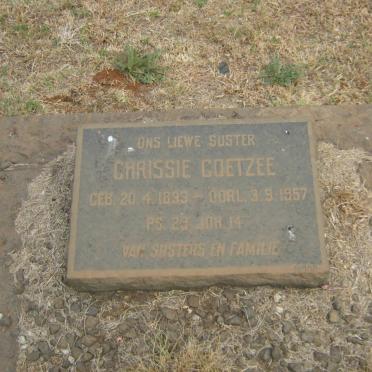 ONS LIEWE SUSTER
CHRISSIE COETZEE
GEB. 20.4.1893 – OORL. 3.9.1957
PS. 23 JOH. 14
VAN SUSTERS EN FAMILIE